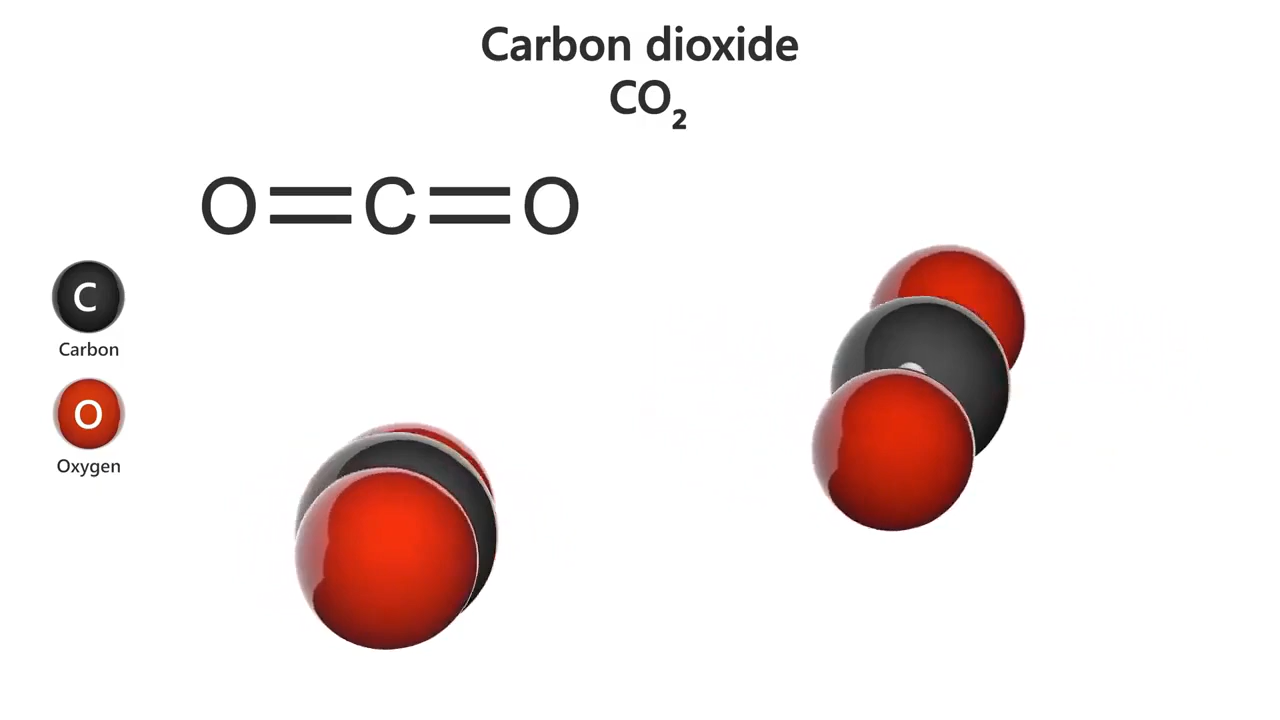 Carbon dioxide
CO₂
O=C=O
C
Carbon
O
Oxygen